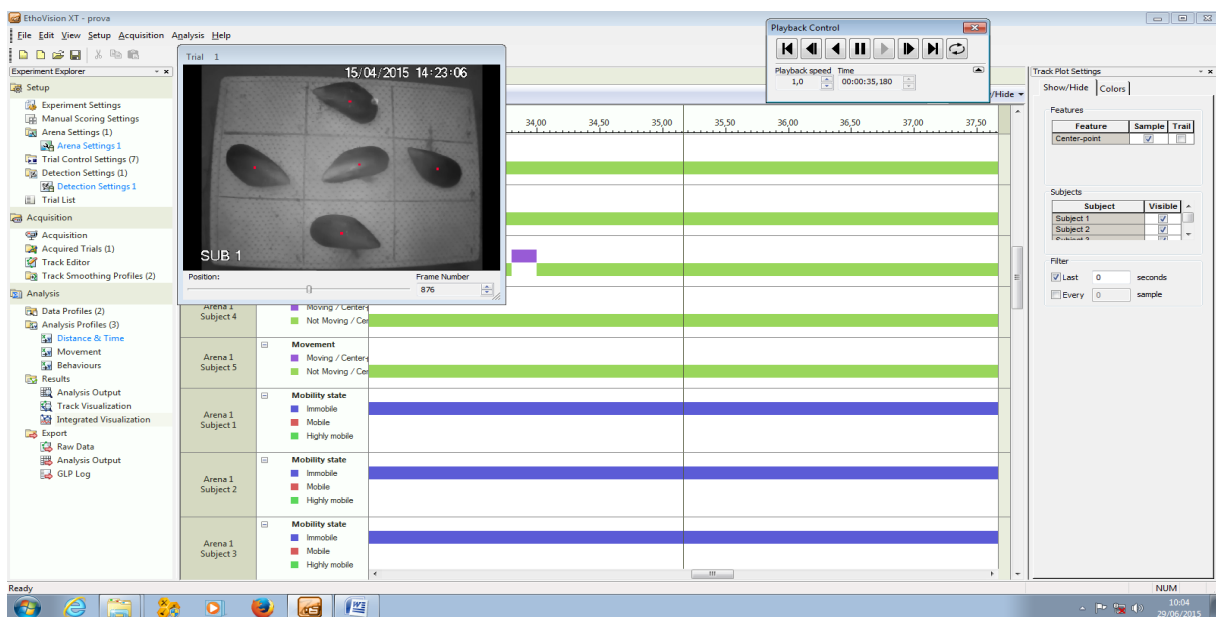 EthoVision XT - prova
File Edit View Setup Acquisition Analysis Help
Experiment Explorer
Setup
Experiment Settings
Manual Scoring Settings
Arena Settings (1)
Arena Settings 1
Trial Control Settings (7)
Detection Settings (1)
Detection Settings 1
Trial List
Acquisition
Acquisition
Acquired Trials (1)
Track Editor
Track Smoothing Profiles (2)
Analysis
Data Profiles (2)
Analysis Profiles (3)
Distance & Time
Movement
Behaviours
Results
Analysis Output
Track Visualization
Integrated Visualization
Export
Raw Data
Analysis Output
GLP Log
Trial 1
15/04/2015 14:23:06
SUB 1
Position:
Frame Number
876
Playback Control
Playback speed Time
1,0 00:00:35,180
/Hide
34,00 34,50 35,00 35,50 36,00 36,50 37,00 37,50
Arena 1
Subject 4
Moving / Center-
Not Moving / Cer
Arena 1
Subject 5
Movement
Moving / Center-
Not Moving / Cer
Arena 1
Subject 1
Mobility state
Immobile
Mobile
Highly mobile
Arena 1
Subject 2
Mobility state
Immobile
Mobile
Highly mobile
Arena 1
Subject 3
Mobility state
Immobile
Mobile
Highly mobile
Track Plot Settings
Show/Hide Colors
Features
Feature Sample Trail
Center-point
Subjects
Subject Visible
Subject 1
Subject 2
Filter
Last 0 seconds
Every 0 sample
Ready
NUM
10:04
29/06/2015